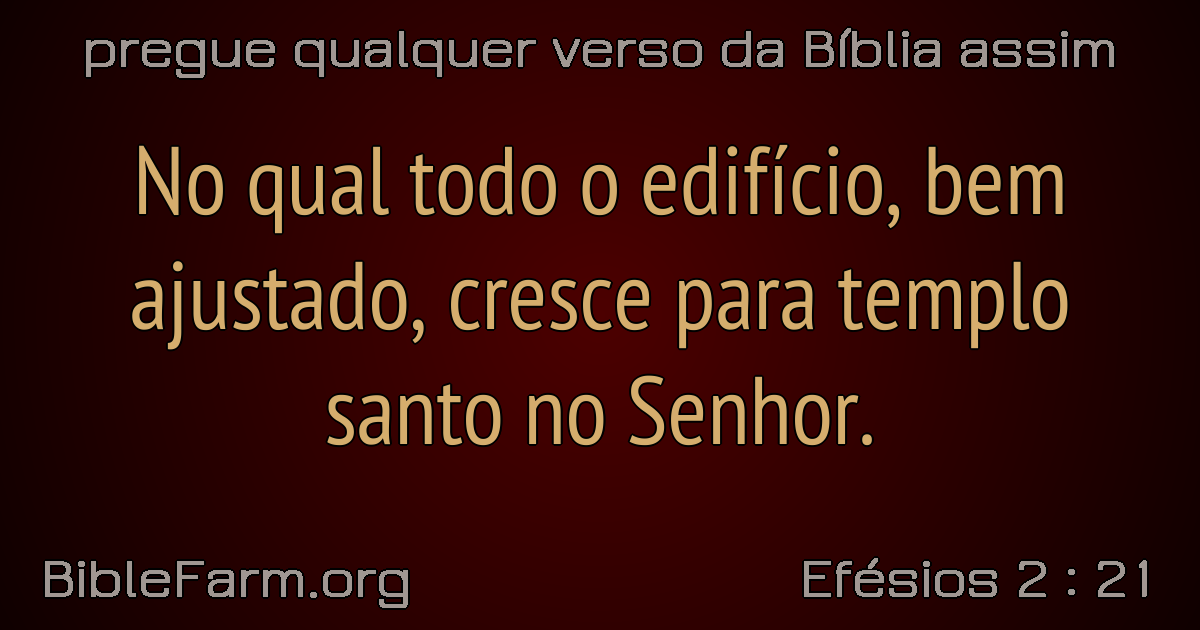 pregue qualquer verso da Bíblia assim
No qual todo o edifício, bem
ajustado, cresce para templo
santo no Senhor.
BibleFarm.org
Efésios 2 : 21